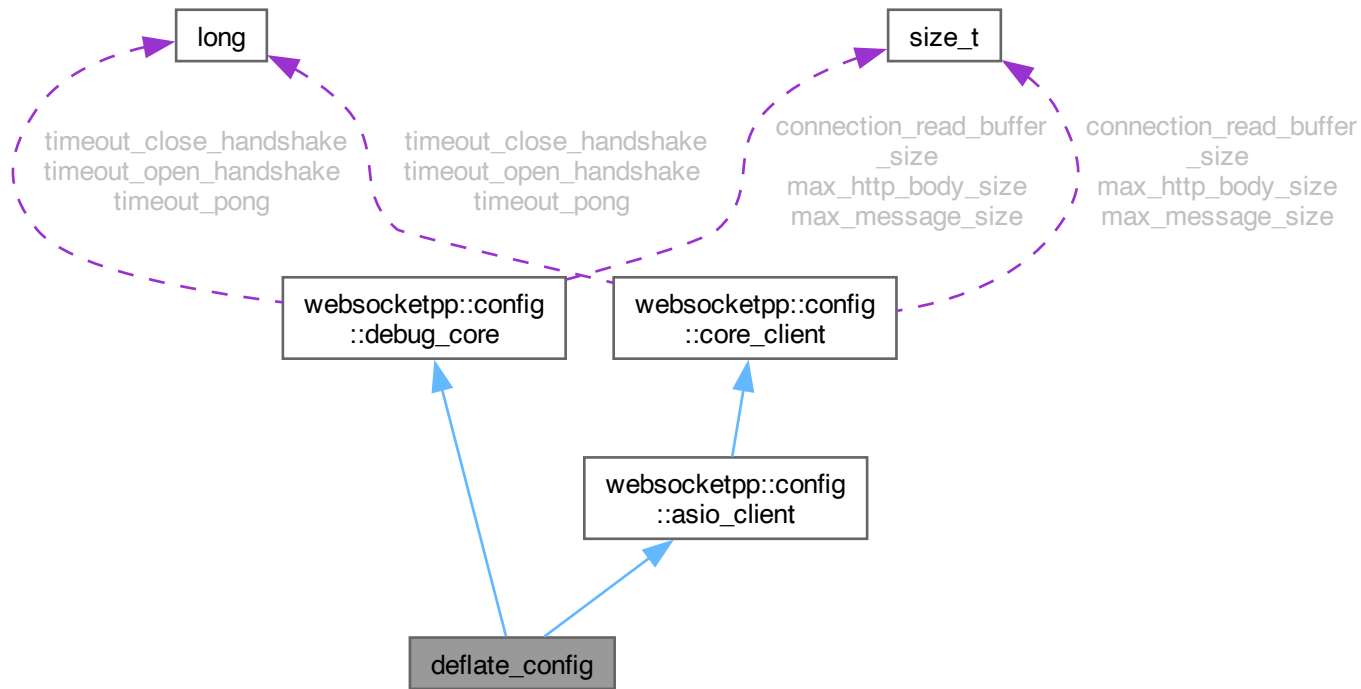 long
size_t
timeout_close_handshake
timeout_open_handshake
timeout_pong
timeout_close_handshake
timeout_open_handshake
timeout_pong
connection_read_buffer
_size
max_http_body_size
max_message_size
connection_read_buffer
_size
max_http_body_size
max_message_size
websocketpp::config
::debug_core
websocketpp::config
::core_client
websocketpp::config
::asio_client
deflate_config